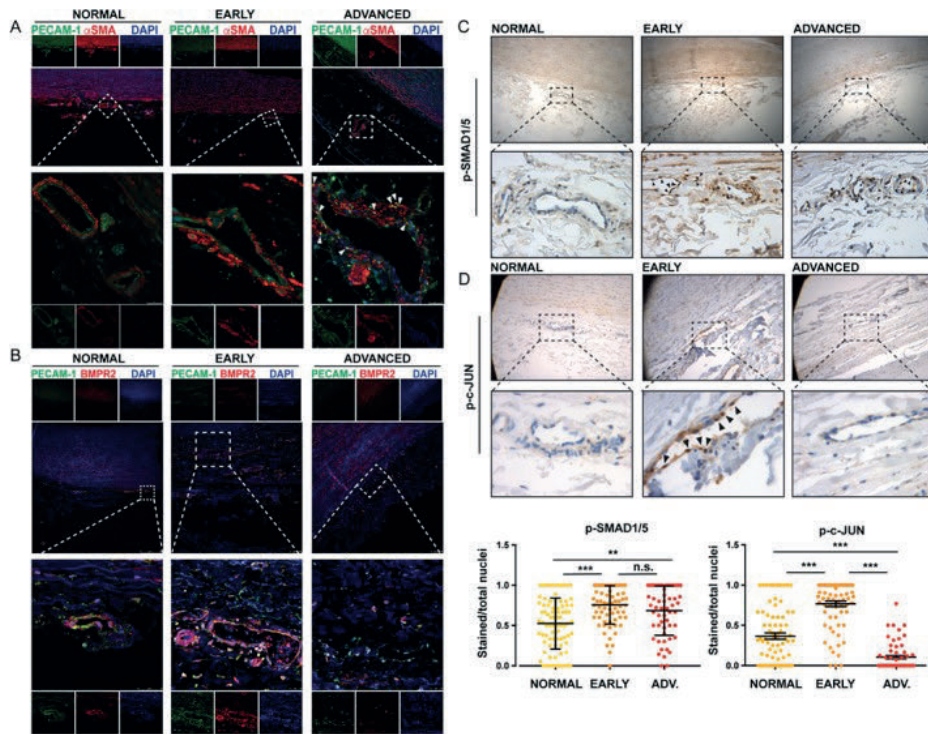 A
NORMAL EARLY ADVANCED
PECAM-1 αSMA DAPI PECAM-1 αSMA DAPI PECAM-1 αSMA DAPI
B
NORMAL EARLY ADVANCED
PECAM-1 BMPR2 DAPI PECAM-1 BMPR2 DAPI PECAM-1 BMPR2 DAPI
C
NORMAL EARLY ADVANCED
p-SMAD1/5
D
NORMAL EARLY ADVANCED
p-c-JUN
p-SMAD1/5
**
*** n.s.
Stained/total nuclei
1.5
1.0
0.5
0.0
NORMAL EARLY ADV.
p-c-JUN
***
*** ***
Stained/total nuclei
1.5
1.0
0.5
0.0
NORMAL EARLY ADV.